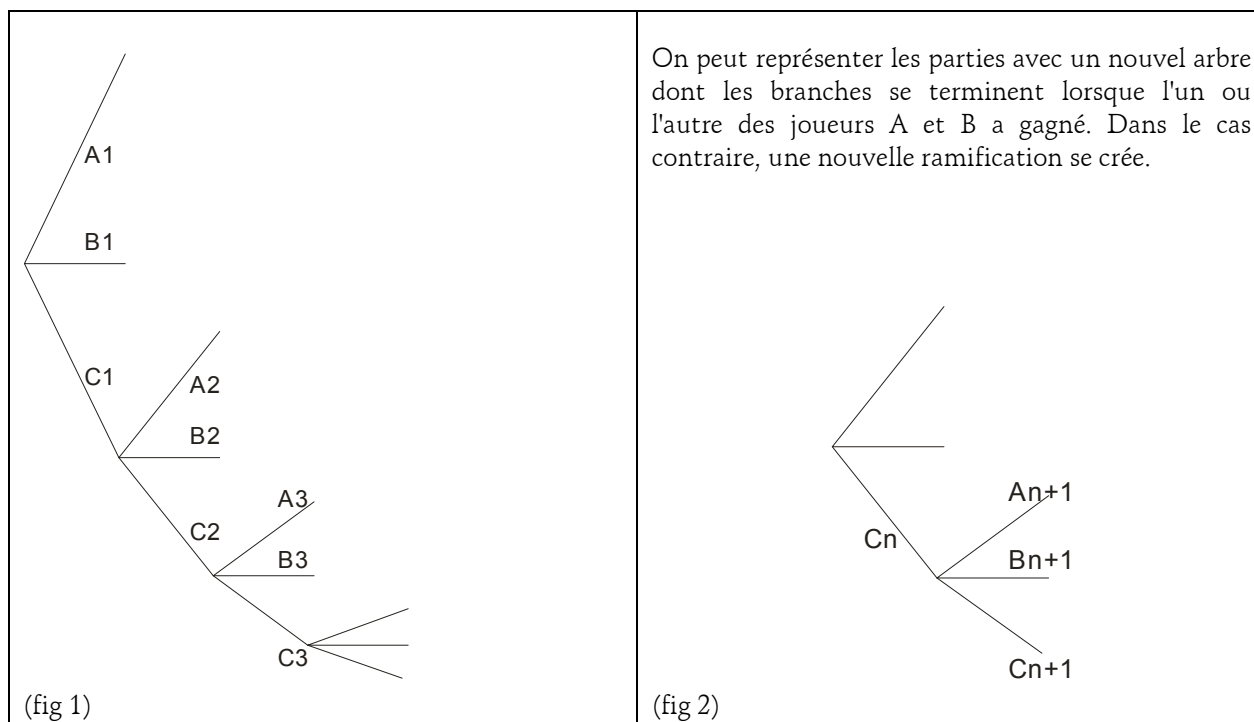 A1
B1
C1
A2
B2
C2
A3
B3
C3
(fig 1)
On peut représenter les parties avec un nouvel arbre
dont les branches se terminent lorsque l'un ou
l'autre des joueurs A et B a gagné. Dans le cas
contraire, une nouvelle ramification se crée.
An+1
Cn
Bn+1
Cn+1
(fig 2)